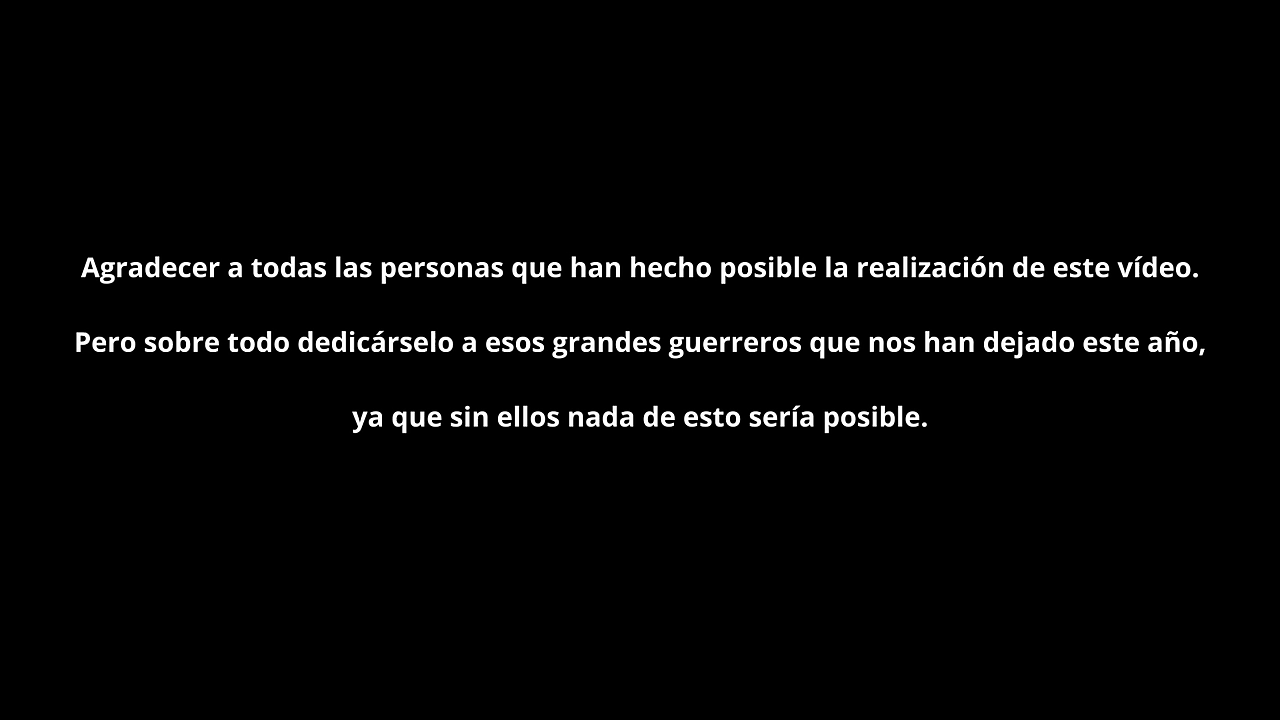 Agradecer a todas las personas que han hecho posible la realización de este vídeo.
Pero sobre todo dedicárselo a esos grandes guerreros que nos han dejado este año,
ya que sin ellos nada de esto sería posible.